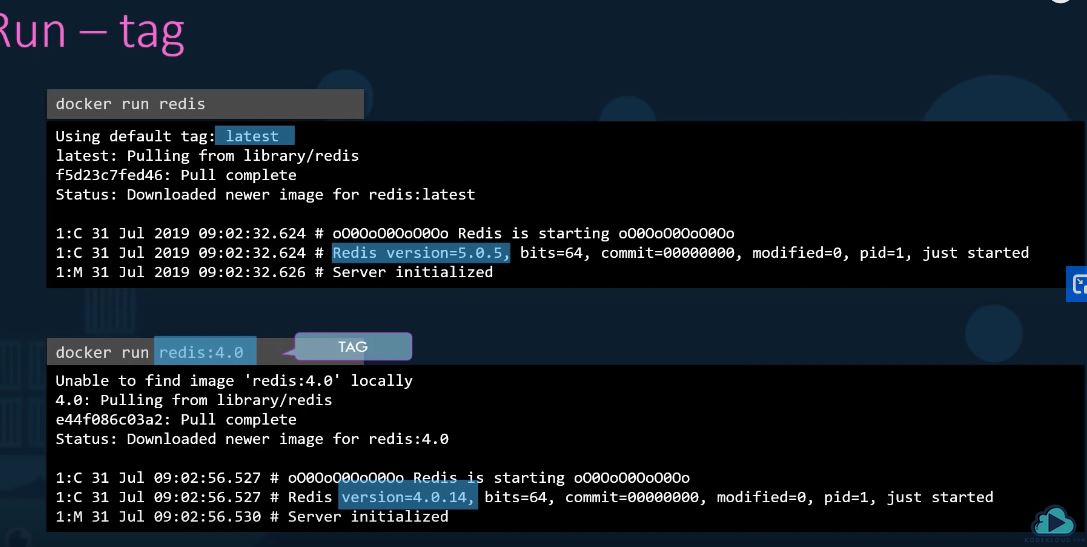 Run – tag
docker run redis
Using default tag: latest
latest: Pulling from library/redis
f5d23c7fed46: Pull complete
Status: Downloaded newer image for redis:latest
1:C 31 Jul 2019 09:02:32.624 # oO0OoO0OoO0Oo Redis is starting oO0OoO0OoO0Oo
1:C 31 Jul 2019 09:02:32.624 # Redis version=5.0.5, bits=64, commit=00000000, modified=0, pid=1, just started
1:M 31 Jul 2019 09:02:32.626 # Server initialized
docker run redis:4.0
TAG
Unable to find image 'redis:4.0' locally
4.0: Pulling from library/redis
e44f086c03a2: Pull complete
Status: Downloaded newer image for redis:4.0
1:C 31 Jul 09:02:56.527 # oO0OoO0OoO0Oo Redis is starting oO0OoO0OoO0Oo
1:C 31 Jul 09:02:56.527 # Redis version=4.0.14, bits=64, commit=00000000, modified=0, pid=1, just started
1:M 31 Jul 09:02:56.530 # Server initialized